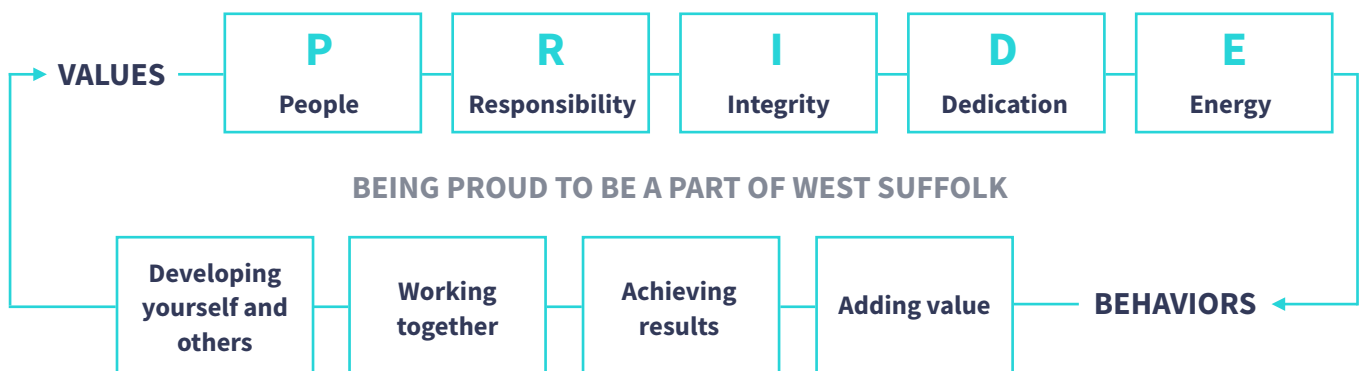 VALUES
P
People
R
Responsibility
I
Integrity
D
Dedication
E
Energy
BEING PROUD TO BE A PART OF WEST SUFFOLK
Developing
yourself and
others
Working
together
Achieving
results
Adding value
BEHAVIORS